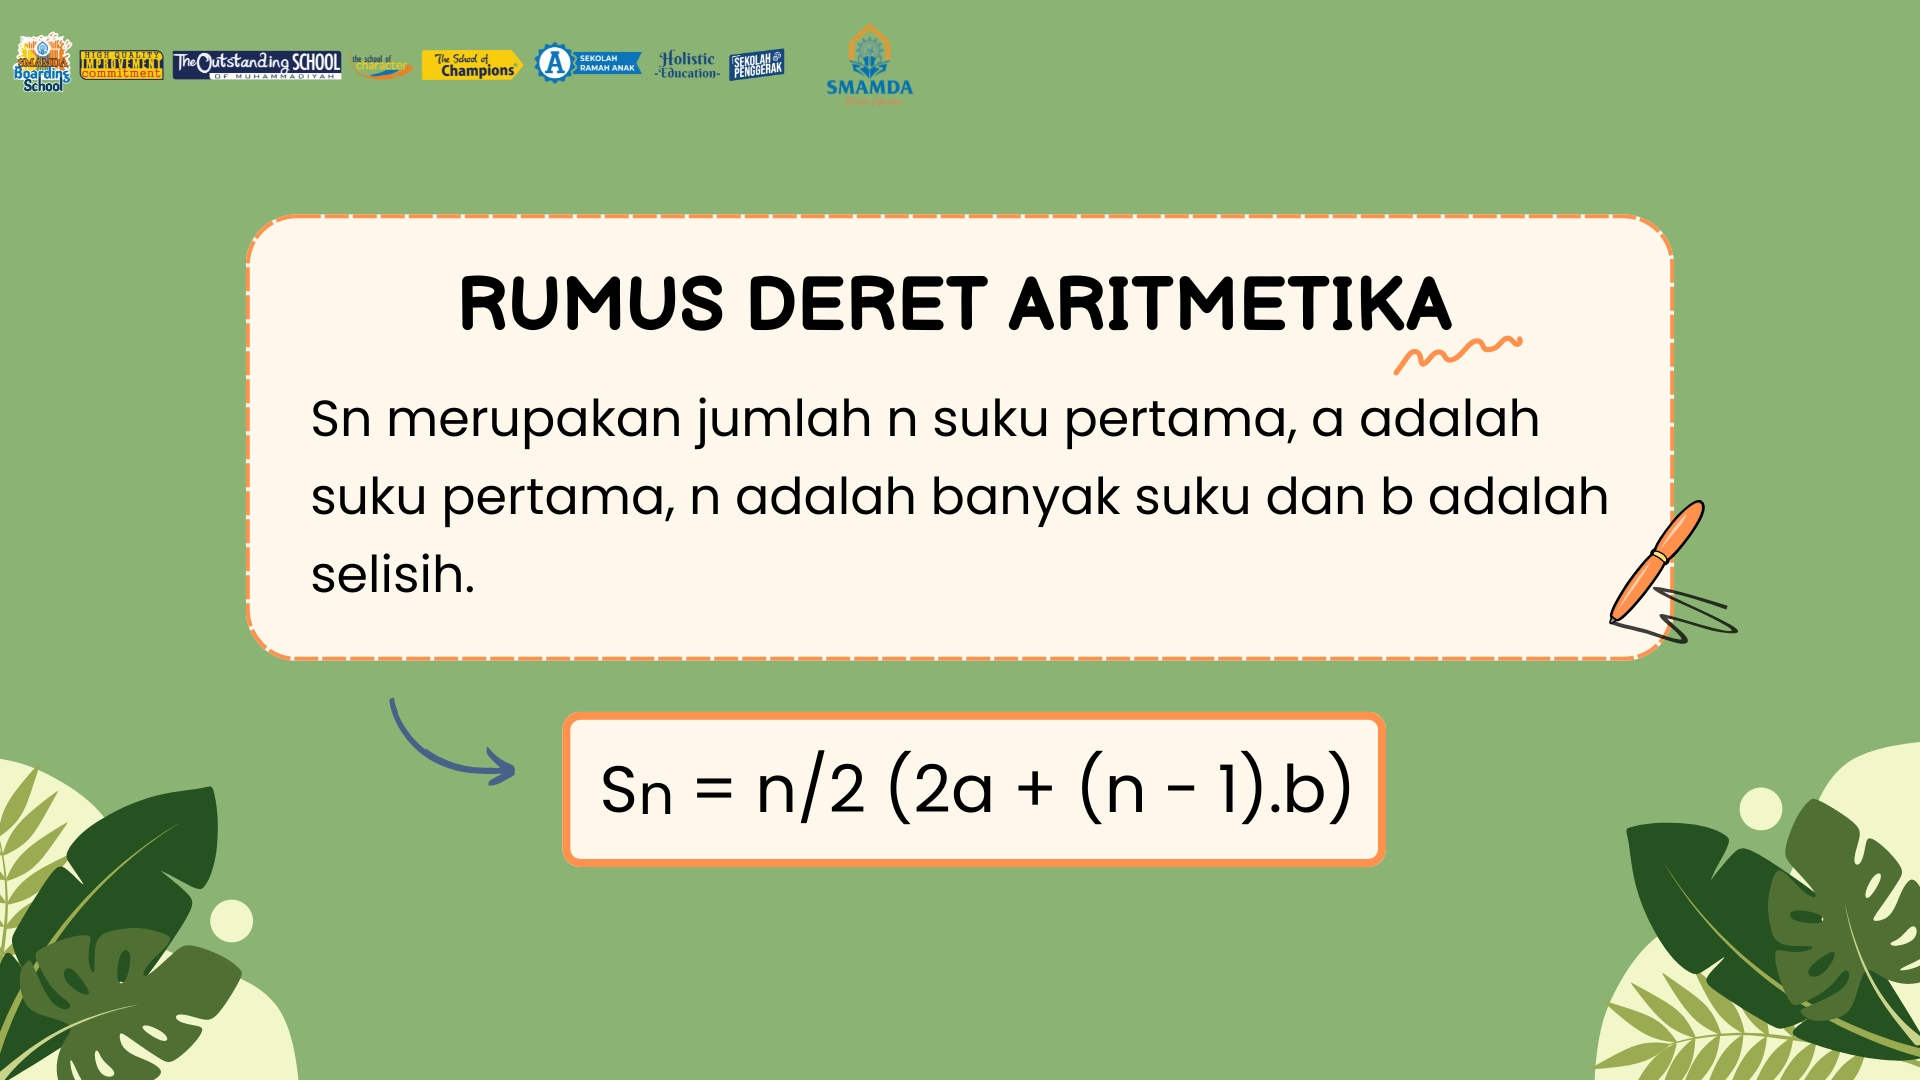 SMAMDA
Boarding
School
HIGH QUALITY
IMPROVEMENT
commitment
The Outstanding SCHOOL
OF MUHAMMADIYAH
the school of
character
The School of
Champions
A
SEKOLAH
RAMAH ANAK
Holistic
-Education-
SEKOLAH
PENGGERAK
SMAMDA
RUMUS DERET ARITMETIKA
Sn merupakan jumlah n suku pertama, a adalah
suku pertama, n adalah banyak suku dan b adalah
selisih.
Sn = n/2 (2a + (n - 1).b)